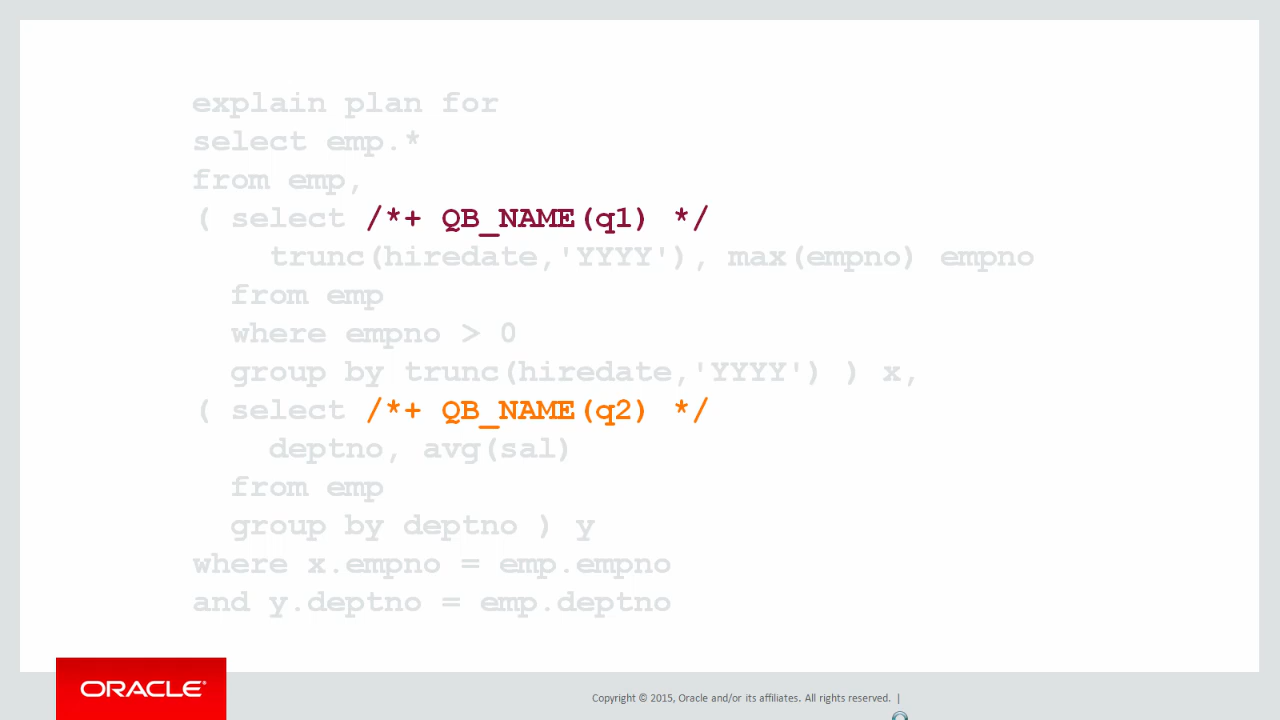 explain plan for
select emp.*
from emp,
( select /*+ QB_NAME(q1) */
trunc(hiredate,'YYYY'), max(empno) empno
from emp
where empno > 0
group by trunc(hiredate,'YYYY') ) x,
( select /*+ QB_NAME(q2) */
deptno, avg(sal)
from emp
group by deptno ) y
where x.empno = emp.empno
and y.deptno = emp.deptno
ORACLE®
Copyright © 2015, Oracle and/or its affiliates. All rights reserved. |